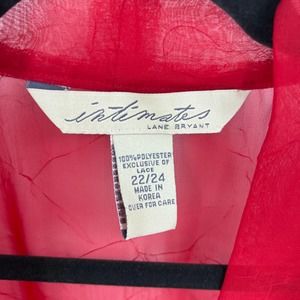 intimates
LANE BRYANT
100% POLYESTER
EXCLUSIVE OF
LACE
22/24
MADE IN
KOREA
OVER FOR CARE